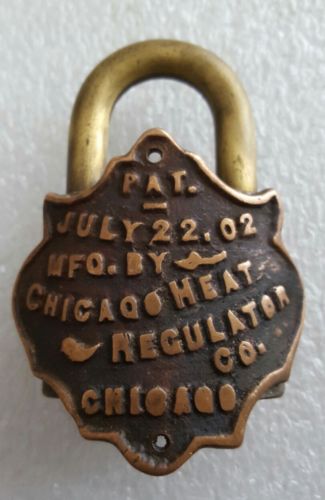 PAT.
JULY 22, 02
MFG. BY
CHICAGO HEAT
REGULATOR
CO.
CHICAGO